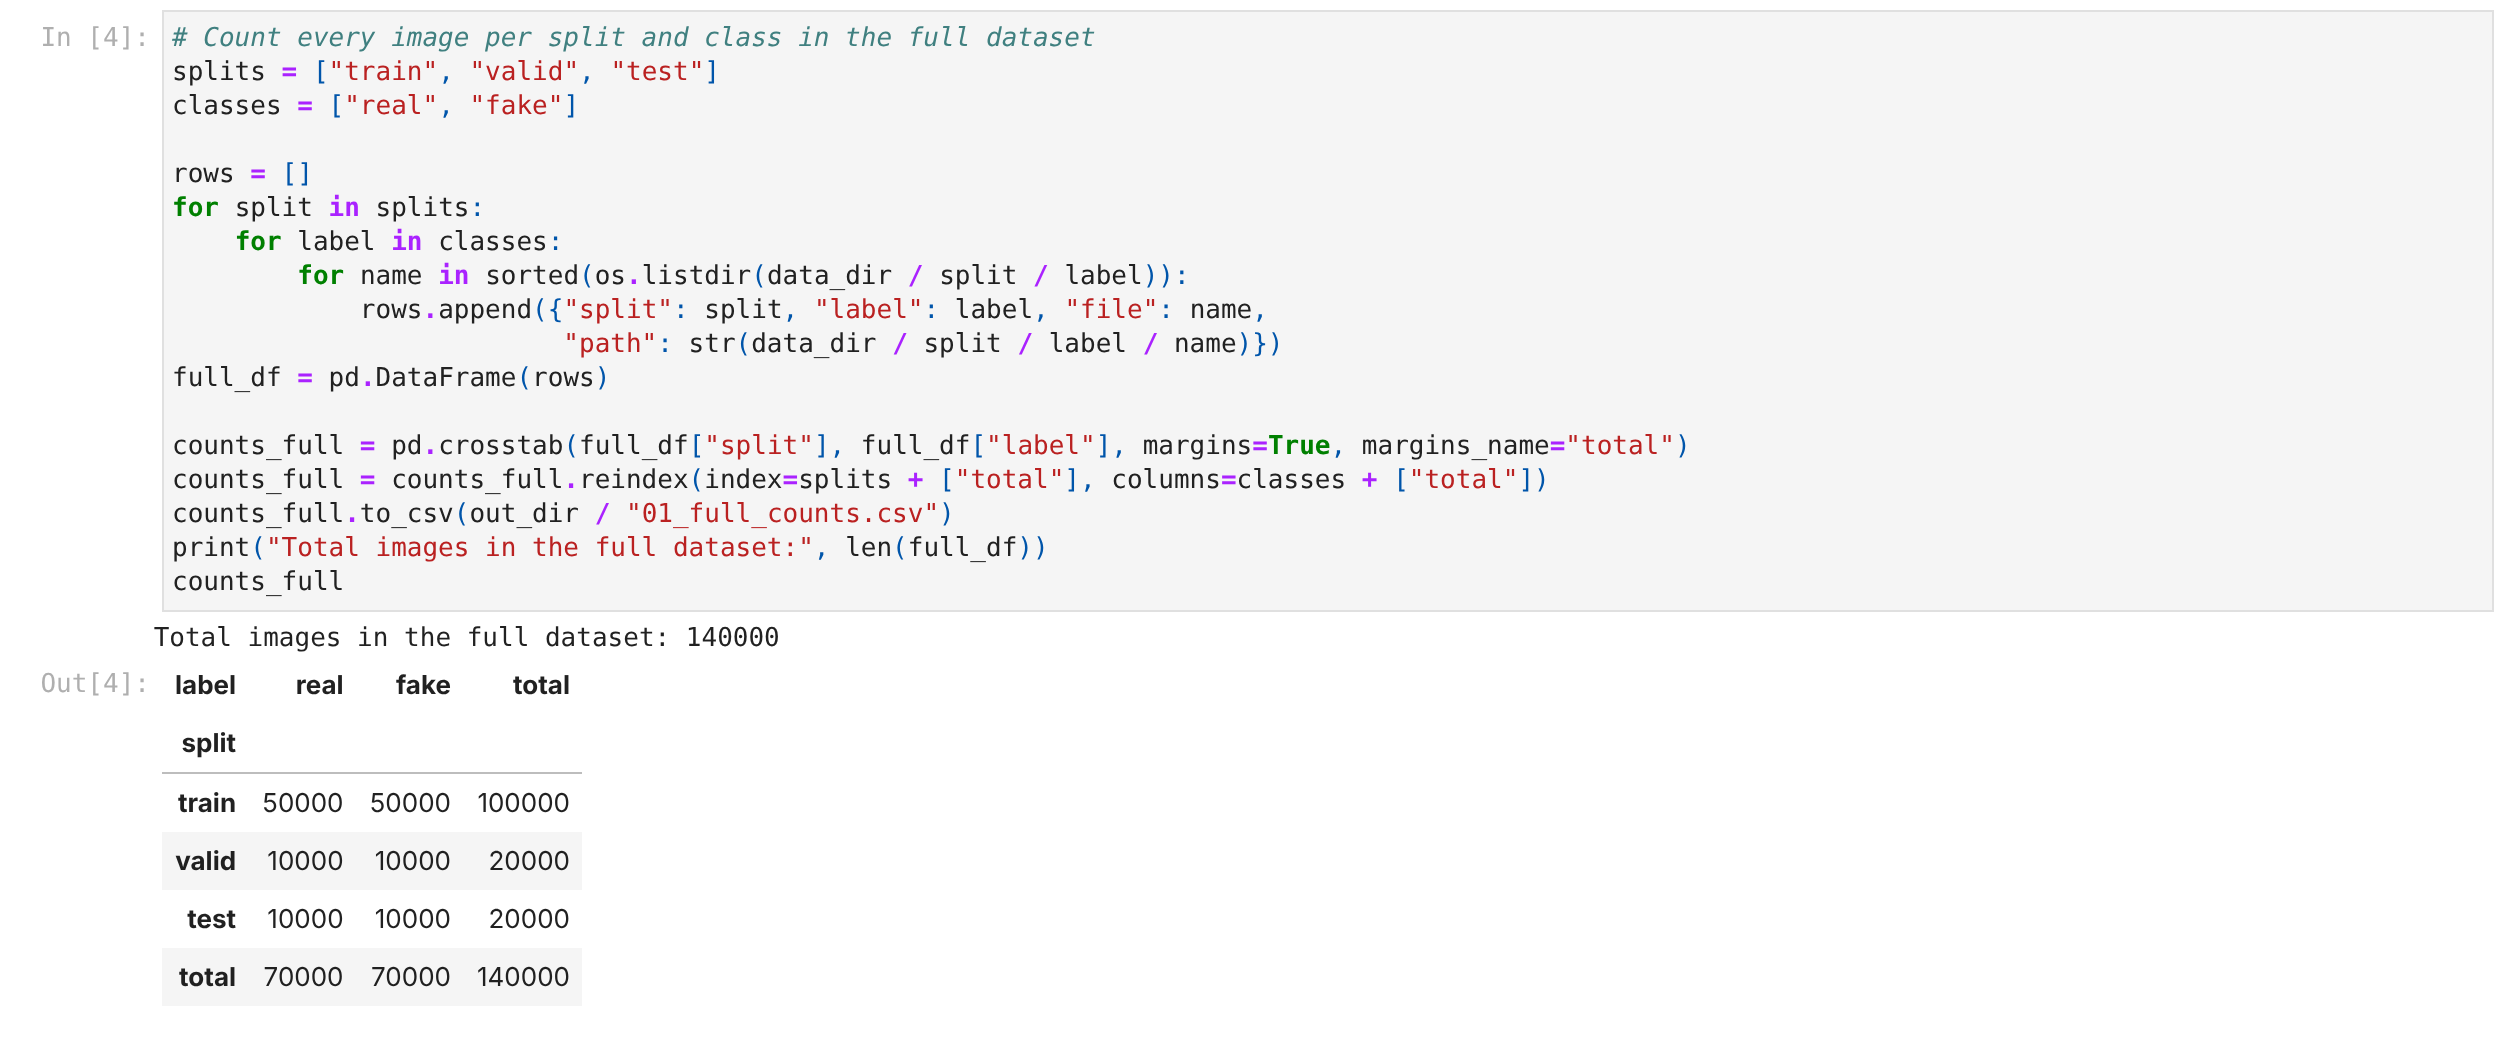 In [4]:
# Count every image per split and class in the full dataset
splits = ["train", "valid", "test"]
classes = ["real", "fake"]

rows = []
for split in splits:
    for label in classes:
        for name in sorted(os.listdir(data_dir / split / label)):
            rows.append({"split": split, "label": label, "file": name,
                         "path": str(data_dir / split / label / name)})
full_df = pd.DataFrame(rows)

counts_full = pd.crosstab(full_df["split"], full_df["label"], margins=True, margins_name="total")
counts_full = counts_full.reindex(index=splits + ["total"], columns=classes + ["total"])
counts_full.to_csv(out_dir / "01_full_counts.csv")
print("Total images in the full dataset:", len(full_df))
counts_full
Total images in the full dataset: 140000
Out[4]:
label real fake total
split
train 50000 50000 100000
valid 10000 10000 20000
test 10000 10000 20000
total 70000 70000 140000